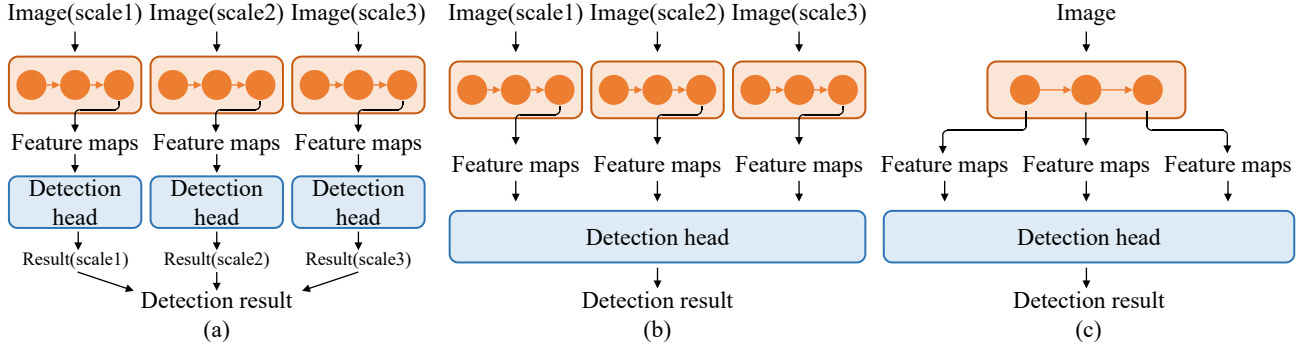 Image(scale1) Image(scale2) Image(scale3)
Feature maps Feature maps Feature maps
Detection head Detection head Detection head
Result(scale1) Result(scale2) Result(scale3)
Detection result
(a)
Image(scale1) Image(scale2) Image(scale3)
Feature maps Feature maps Feature maps
Detection head
Detection result
(b)
Image
Feature maps Feature maps Feature maps
Detection head
Detection result
(c)